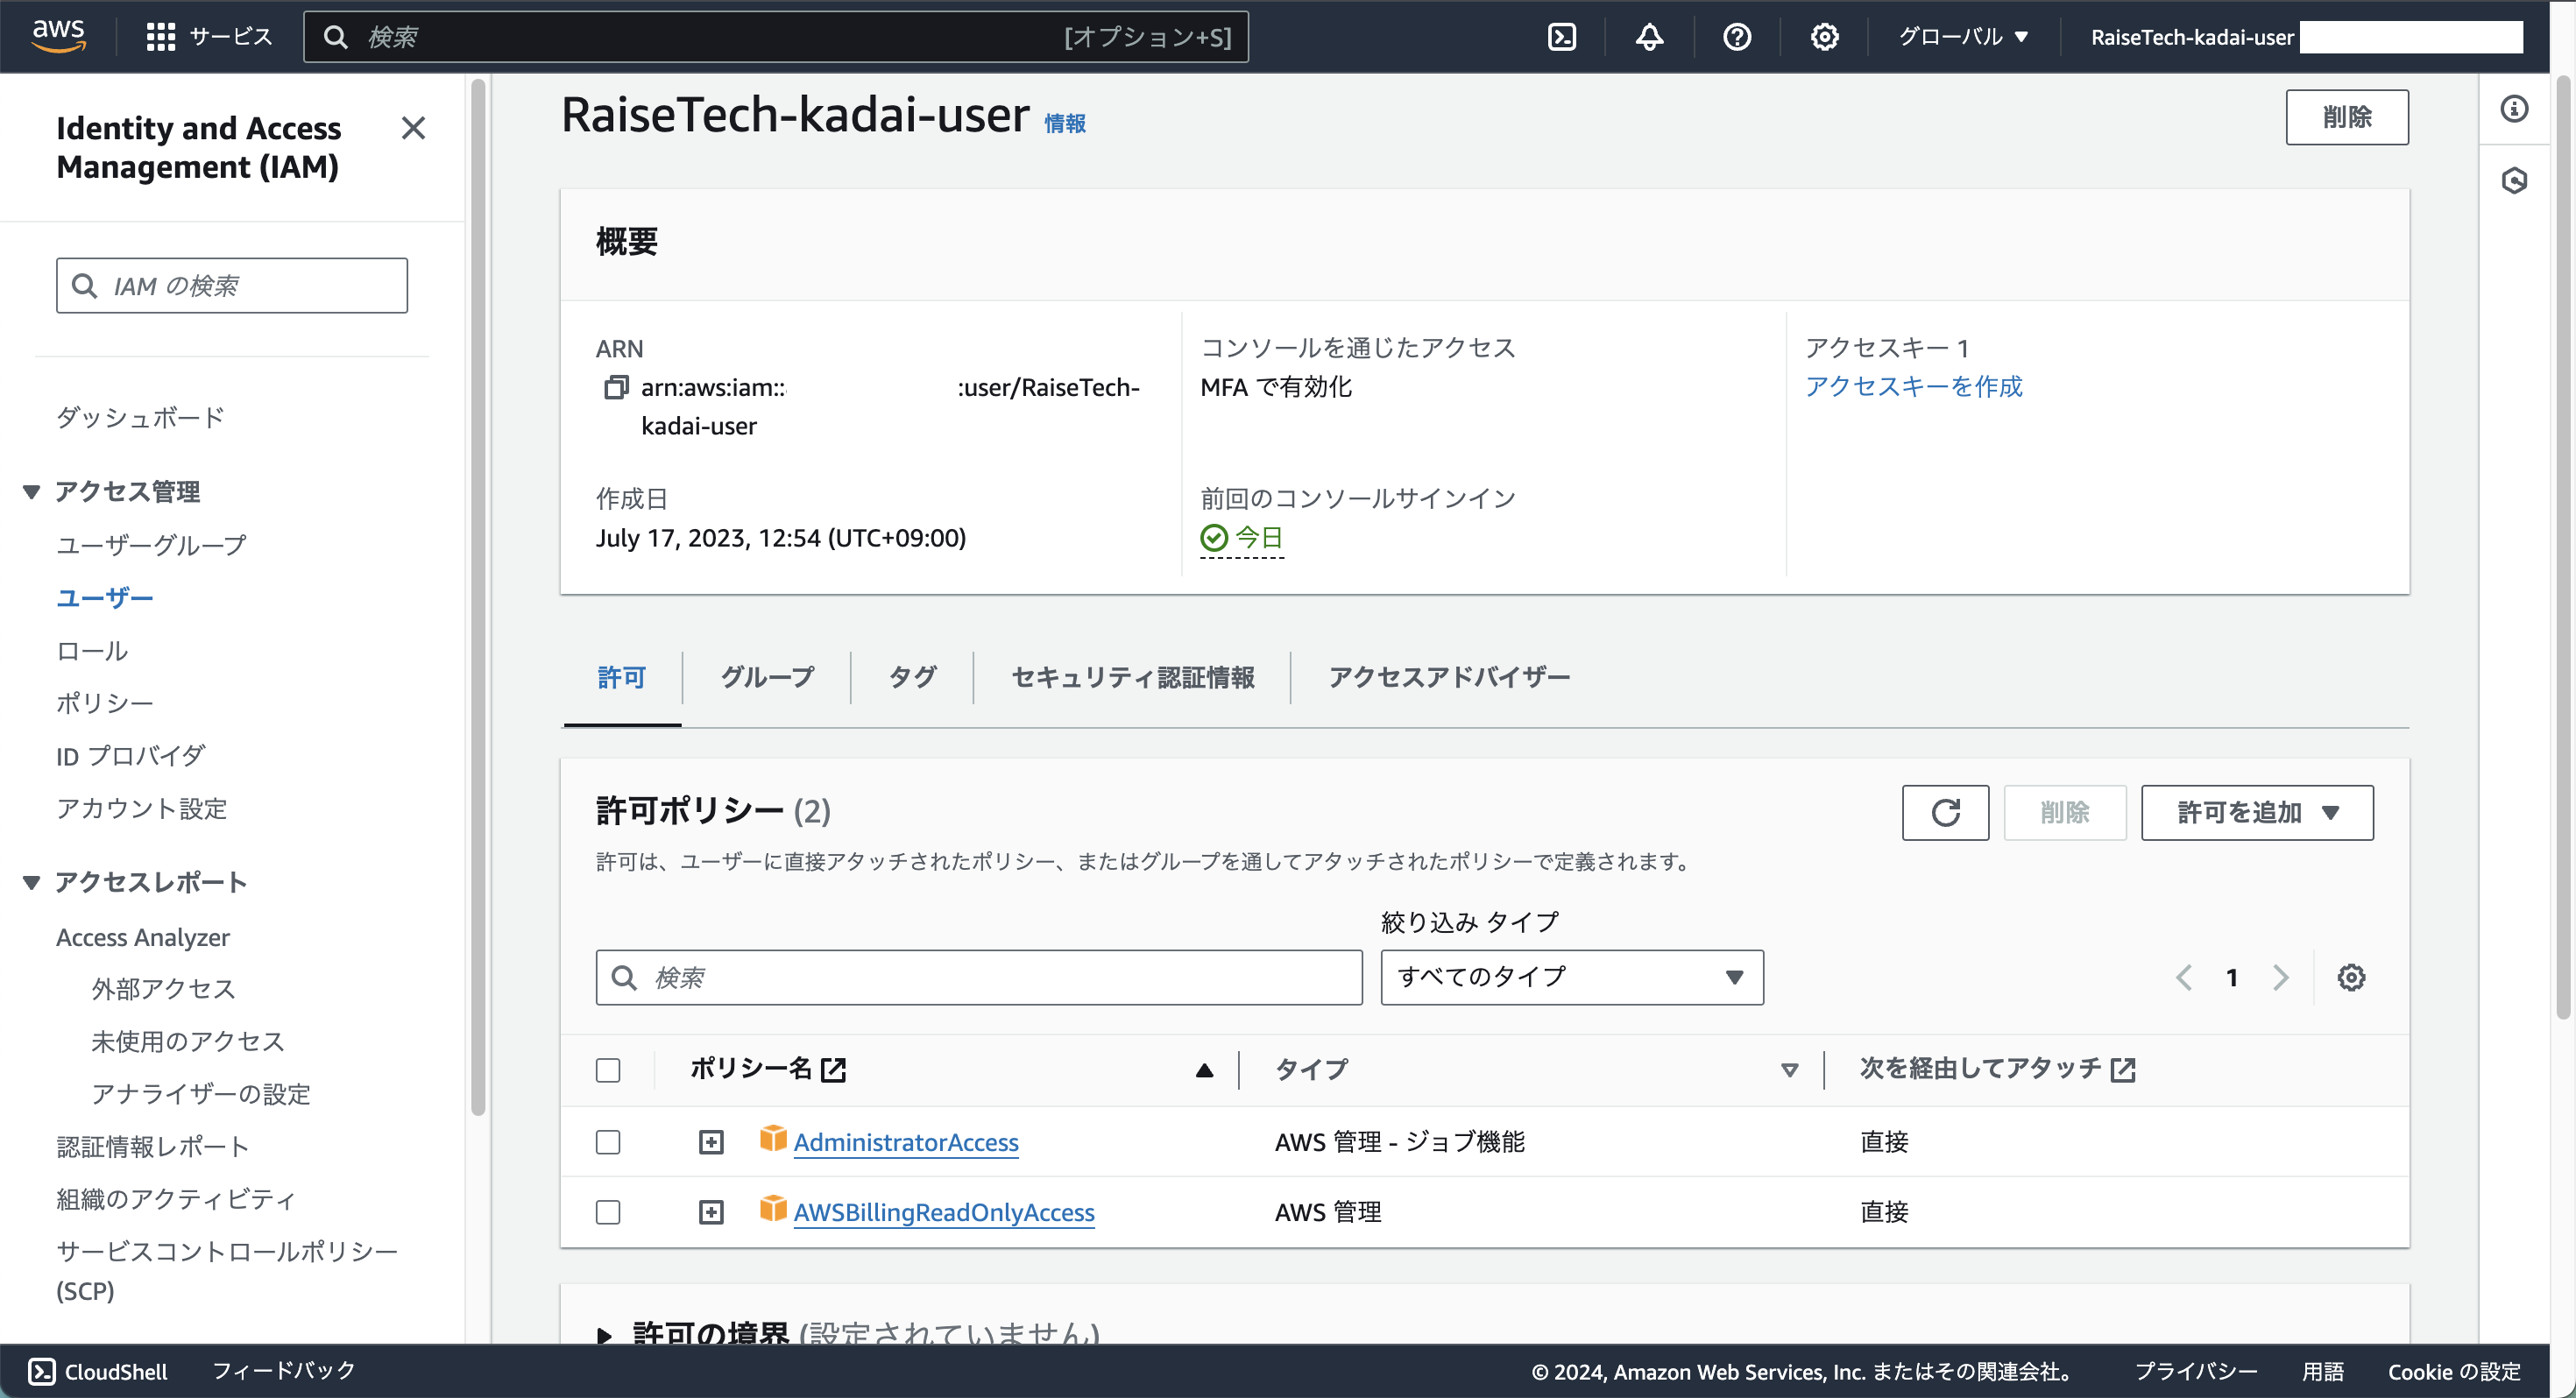 aws
サービス
検索
[オプション+S]
グローバル
RaiseTech-kadai-user
Identity and Access
Management (IAM)
IAM の検索
ダッシュボード
アクセス管理
ユーザーグループ
ユーザー
ロール
ポリシー
ID プロバイダ
アカウント設定
アクセスレポート
Access Analyzer
外部アクセス
未使用のアクセス
アナライザーの設定
認証情報レポート
組織のアクティビティ
サービスコントロールポリシー
(SCP)
RaiseTech-kadai-user 情報
削除
概要
ARN
arn:aws:iam:: :user/RaiseTech-
kadai-user
作成日
July 17, 2023, 12:54 (UTC+09:00)
コンソールを通じたアクセス
MFA で有効化
前回のコンソールサインイン
今日
アクセスキー 1
アクセスキーを作成
許可
グループ
タグ
セキュリティ認証情報
アクセスアドバイザー
許可ポリシー (2)
削除
許可を追加
許可は、ユーザーに直接アタッチされたポリシー、またはグループを通してアタッチされたポリシーで定義されます。
絞り込み タイプ
検索
すべてのタイプ
1
ポリシー名
タイプ
次を経由してアタッチ
AdministratorAccess
AWS 管理 - ジョブ機能
直接
AWSBillingReadOnlyAccess
AWS 管理
直接
許可の境界 (設定されていません)
CloudShell
フィードバック
© 2024, Amazon Web Services, Inc. またはその関連会社。
プライバシー
用語
Cookie の設定